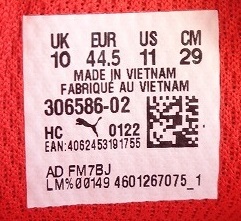 UK EUR US CM
10 44.5 11 29
MADE IN VIETNAM
FABRIQUÉ AU VIETNAM
306586-02
HC 0122
EAN:4062453191755
AD FM7BJ
LM%00149 4601267075_1